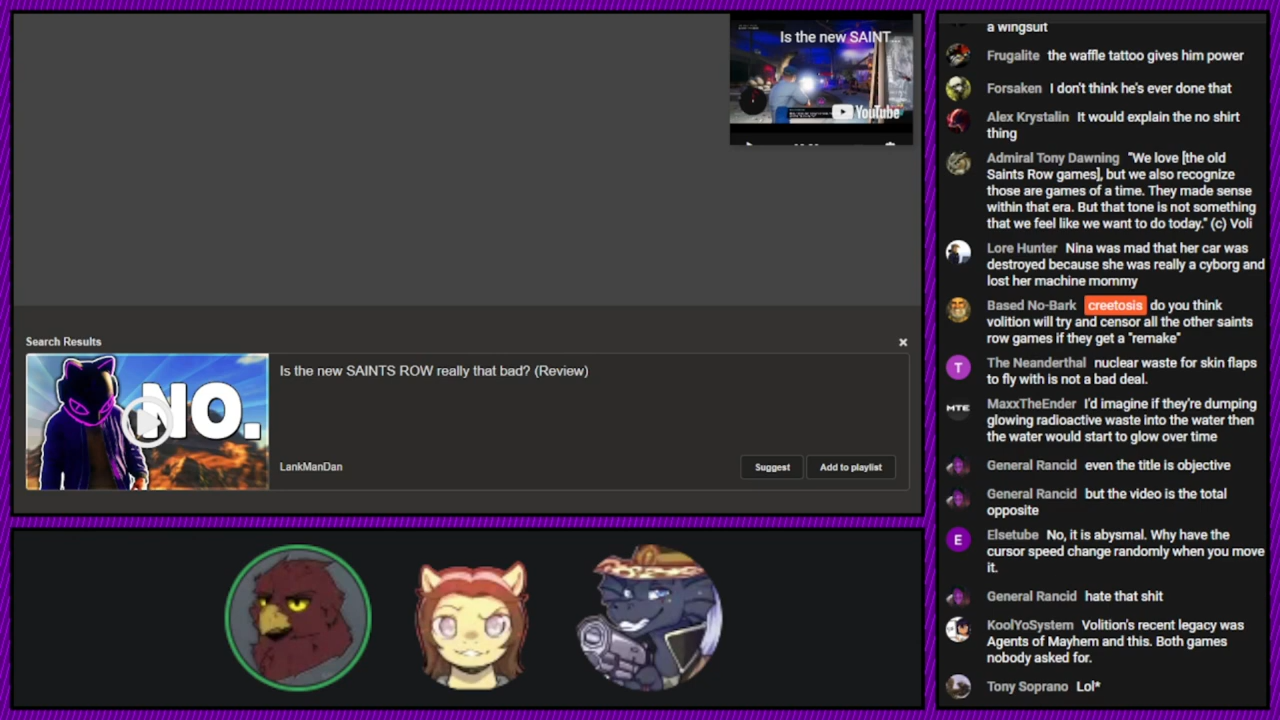 Is the new SAINT...
YouTube
Search Results
×
NO.
Is the new SAINTS ROW really that bad? (Review)
LankManDan
Suggest
Add to playlist
a wingsuit
Frugalite the waffle tattoo gives him power
Forsaken I don't think he's ever done that
Alex Krystalin It would explain the no shirt
thing
Admiral Tony Dawning "We love [the old
Saints Row games], but we also recognize
those are games of a time. They made sense
within that era. But that tone is not something
that we feel like we want to do today." (c) Voli
Lore Hunter Nina was mad that her car was
destroyed because she was really a cyborg and
lost her machine mommy
Based No-Bark creetosis do you think
volition will try and censor all the other saints
row games if they get a "remake"
T
The Neanderthal nuclear waste for skin flaps
to fly with is not a bad deal.
MTE
MaxxTheEnder I'd imagine if they're dumping
glowing radioactive waste into the water then
the water would start to glow over time
General Rancid even the title is objective
General Rancid but the video is the total
opposite
E
Elsetube No, it is abysmal. Why have the
cursor speed change randomly when you move
it.
General Rancid hate that shit
KoolYoSystem Volition's recent legacy was
Agents of Mayhem and this. Both games
nobody asked for.
Tony Soprano Lol*